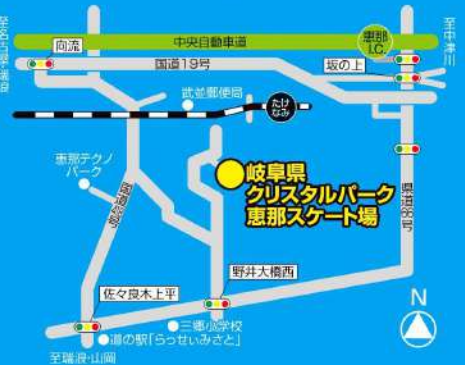 至名古屋・瑞浪
向流
中央自動車道
恵那
I.C.
至中津川
国道19号
坂の上
武並郵便局
たけ
なみ
恵那テクノ
パーク
岐阜県
クリスタルパーク
恵那スケート場
県道66号
佐々良木上平
野井大橋西
N
三郷小学校
道の駅「らっせぃみさと」
至瑞浪・山岡